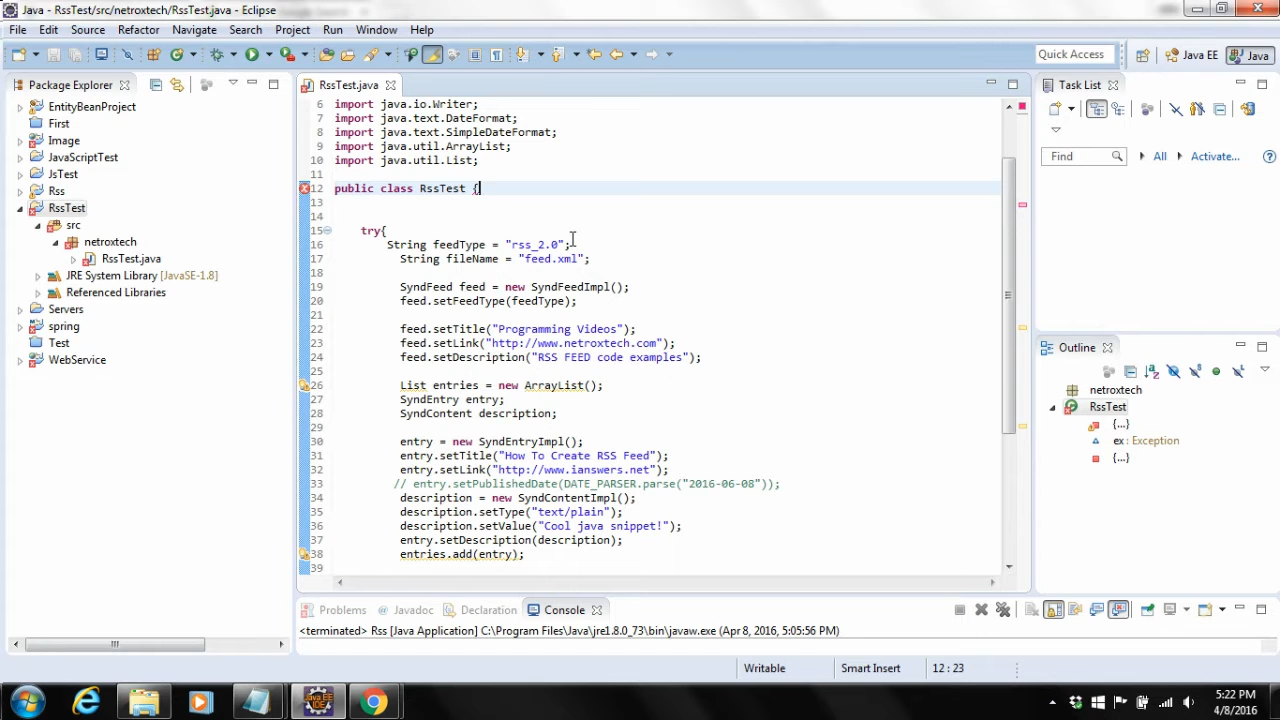 Java - RssTest/src/netroxtech/RssTest.java - Eclipse
File Edit Source Refactor Navigate Search Project Run Window Help
Quick Access Java EE Java
Package Explorer
EntityBeanProject
First
Image
JavaScriptTest
JsTest
Rss
RssTest
src
netroxtech
RssTest.java
JRE System Library [JavaSE-1.8]
Referenced Libraries
Servers
spring
Test
WebService
RssTest.java
6 import java.io.Writer;
7 import java.text.DateFormat;
8 import java.text.SimpleDateFormat;
9 import java.util.ArrayList;
10 import java.util.List;
11
12 public class RssTest {
13
14
15 try{
16 String feedType = "rss_2.0";
17 String fileName = "feed.xml";
18
19 SyndFeed feed = new SyndFeedImpl();
20 feed.setFeedType(feedType);
21
22 feed.setTitle("Programming Videos");
23 feed.setLink("http://www.netroxtech.com");
24 feed.setDescription("RSS FEED code examples");
25
26 List entries = new ArrayList();
27 SyndEntry entry;
28 SyndContent description;
29
30 entry = new SyndEntryImpl();
31 entry.setTitle("How To Create RSS Feed");
32 entry.setLink("http://www.ianswers.net");
33 // entry.setPublishedDate(DATE_PARSER.parse("2016-06-08"));
34 description = new SyndContentImpl();
35 description.setType("text/plain");
36 description.setValue("Cool java snippet!");
37 entry.setDescription(description);
38 entries.add(entry);
39
Task List
Find All Activate...
Outline
netroxtech
RssTest
{...}
ex : Exception
{...}
Problems Javadoc Declaration Console
<terminated> Rss [Java Application] C:\Program Files\Java\jre1.8.0_73\bin\javaw.exe (Apr 8, 2016, 5:05:56 PM)
Writable Smart Insert 12 : 23
Java EE
IDE
5:22 PM
4/8/2016